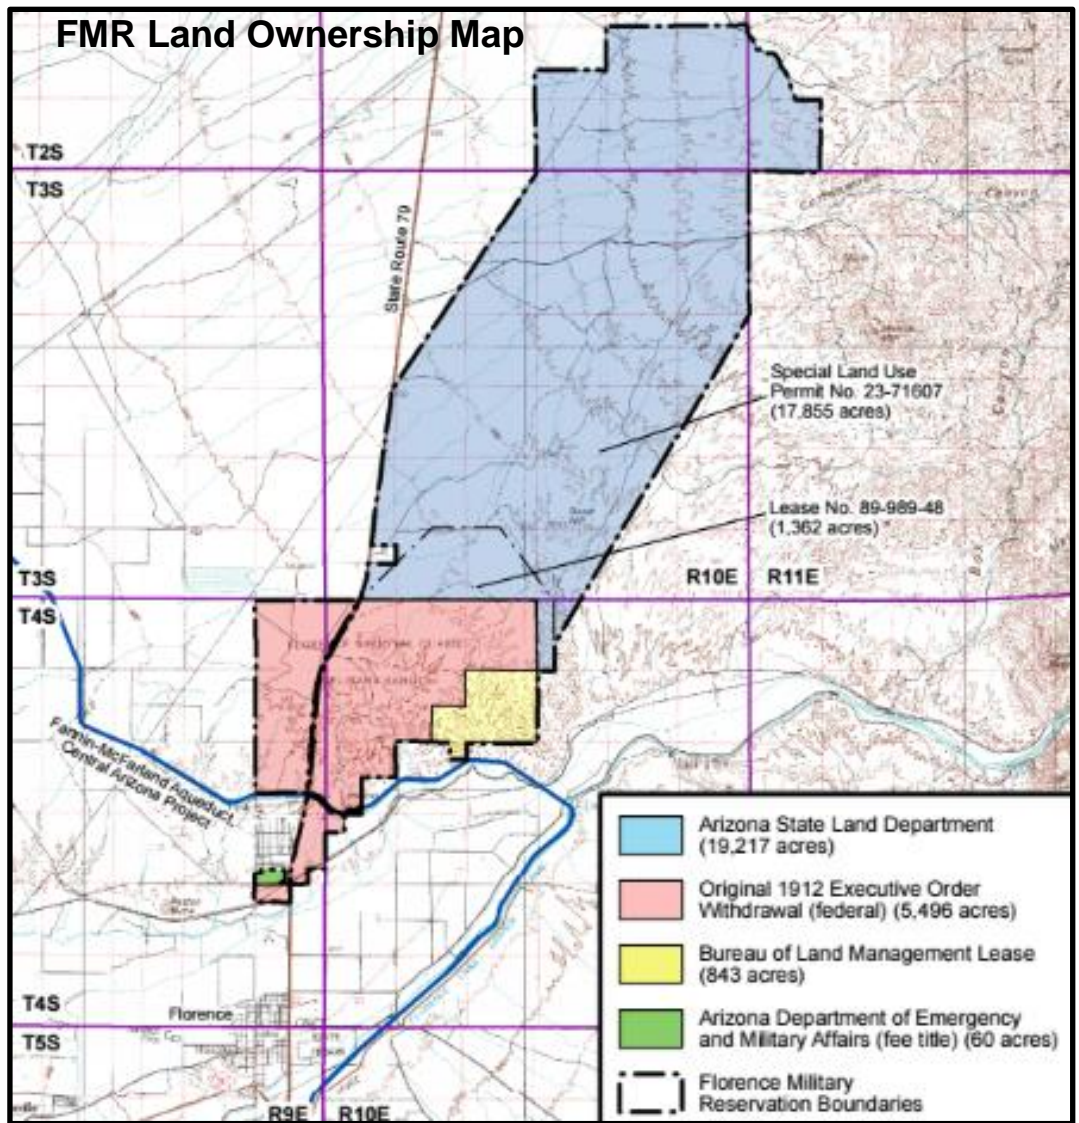 FMR Land Ownership Map
T2S
T3S
State Route 79
Special Land Use
Permit No. 23-71607
(17,855 acres)
Lease No. 89-989-48
(1,362 acres)
R10E R11E
T3S
T4S
Fannin-McFarland Aqueduct,
Central Arizona Project
Arizona State Land Department
(19,217 acres)
Original 1912 Executive Order
Withdrawal (federal) (5,496 acres)
Bureau of Land Management Lease
(843 acres)
Arizona Department of Emergency
and Military Affairs (fee title) (60 acres)
Florence Military
Reservation Boundaries
T4S
T5S
Florence
R9E R10E
Canyon
Canyon
Box